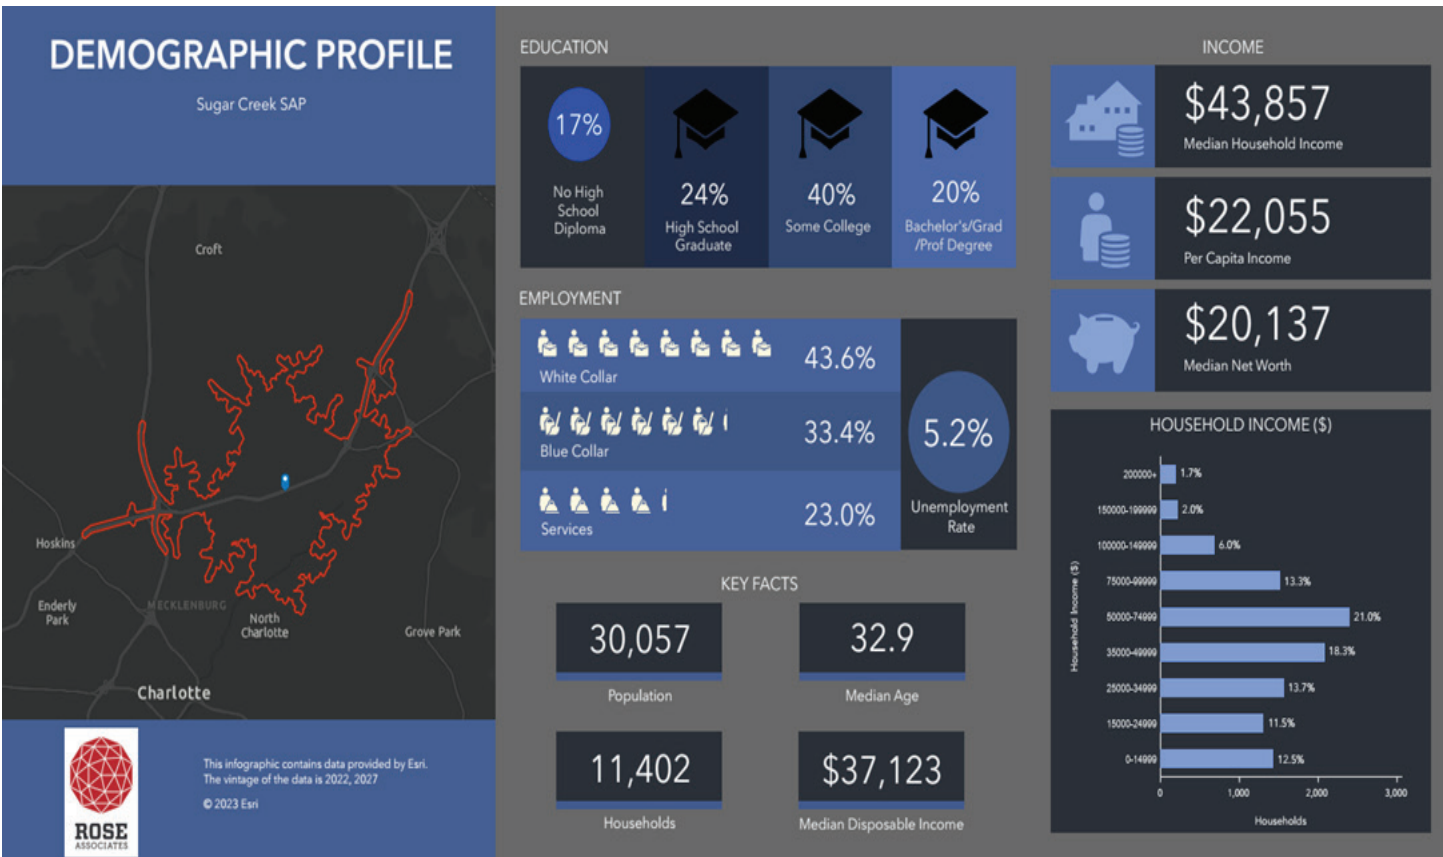 DEMOGRAPHIC PROFILE
Sugar Creek SAP
Croft
Hoskins
Enderly
Park
MECKLENBURG
North
Charlotte
Grove Park
Charlotte
ROSE
ASSOCIATES
This infographic contains data provided by Esri.
The vintage of the data is 2022, 2027
© 2023 Esri
EDUCATION
17%
No High
School
Diploma
24%
High School
Graduate
40%
Some College
20%
Bachelor's/Grad
/Prof Degree
EMPLOYMENT
White Collar
43.6%
Blue Collar
33.4%
Services
23.0%
5.2%
Unemployment
Rate
KEY FACTS
30,057
Population
32.9
Median Age
11,402
Households
$37,123
Median Disposable Income
INCOME
$43,857
Median Household Income
$22,055
Per Capita Income
$20,137
Median Net Worth
HOUSEHOLD INCOME ($)
Household Income ($)
200000+ 1.7%
150000-199999 2.0%
100000-149999 6.0%
75000-99999 13.3%
50000-74999 21.0%
35000-49999 18.3%
25000-34999 13.7%
15000-24999 11.5%
0-14999 12.5%
0 1,000 2,000 3,000
Households